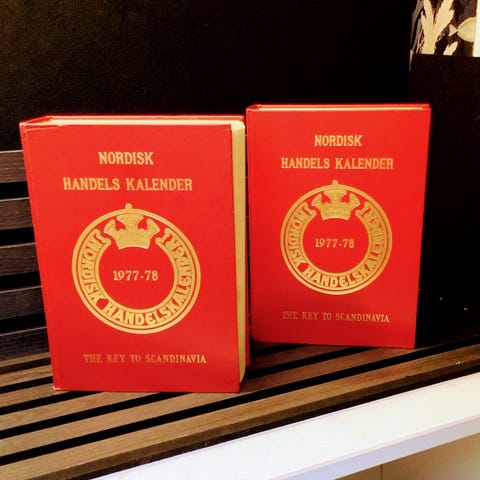 NORDISK
HANDELS KALENDER
NORDISK HANDELSKALENDER
1977-78
THE KEY TO SCANDINAVIA
NORDISK
HANDELS KALENDER
NORDISK HANDELSKALENDER
1977-78
THE KEY TO SCANDINAVIA